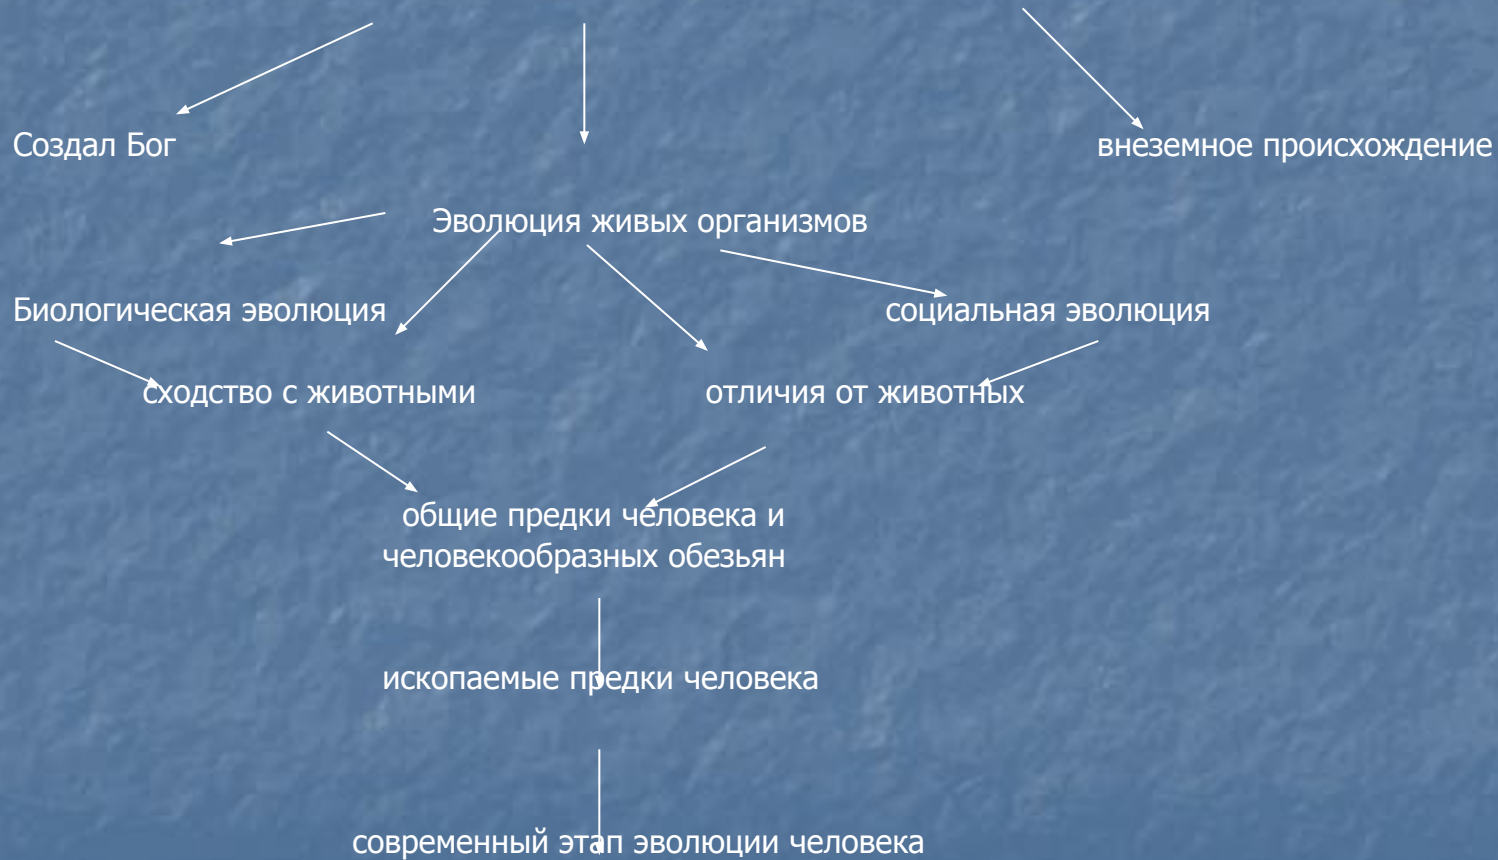 Создал Бог
внеземное происхождение
Эволюция живых организмов
Биологическая эволюция
социальная эволюция
сходство с животными
отличия от животных
общие предки человека и
человекообразных обезьян
ископаемые предки человека
современный этап эволюции человека